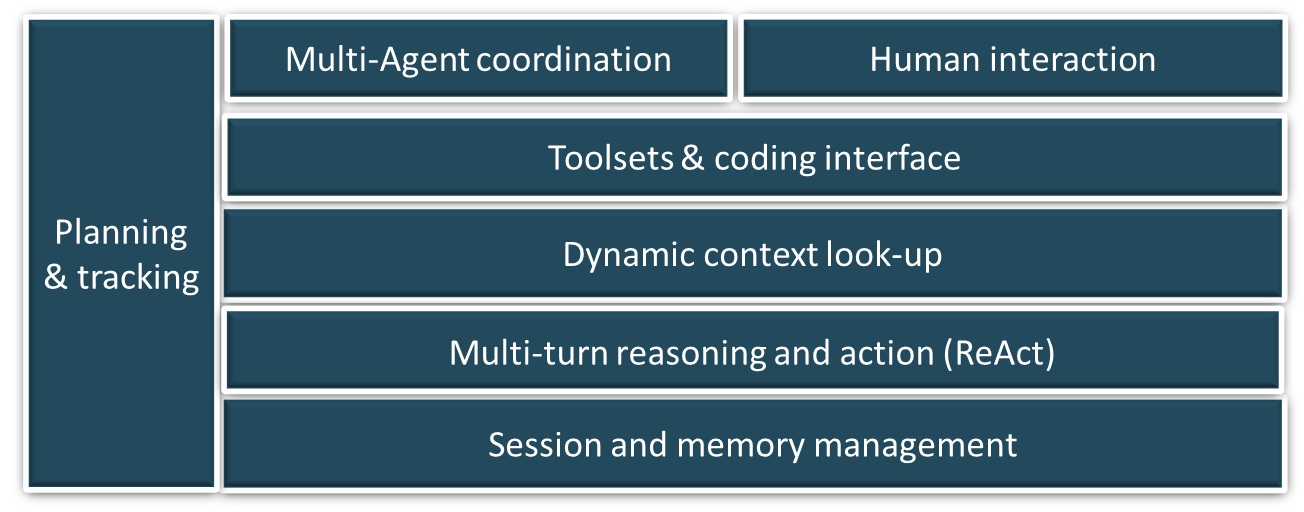 Planning
& tracking
Multi-Agent coordination
Human interaction
Toolsets & coding interface
Dynamic context look-up
Multi-turn reasoning and action (ReAct)
Session and memory management